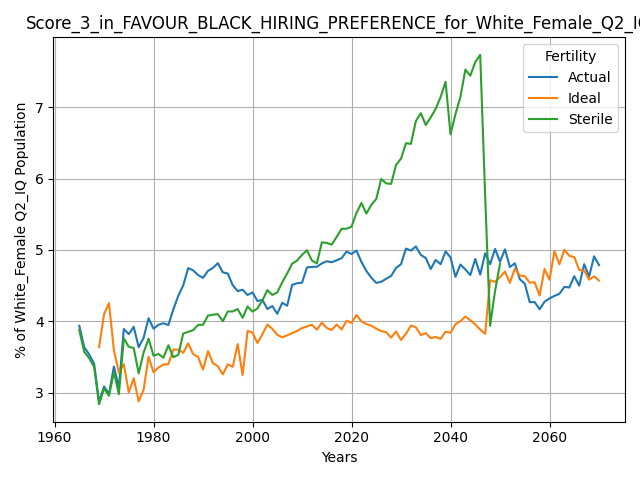 Score_3_in_FAVOUR_BLACK_HIRING_PREFERENCE_for_White_Female_Q2_IQ
Fertility
Actual
Ideal
Sterile
% of White_Female Q2_IQ Population
7
6
5
4
3
1960 1980 2000 2020 2040 2060
Years